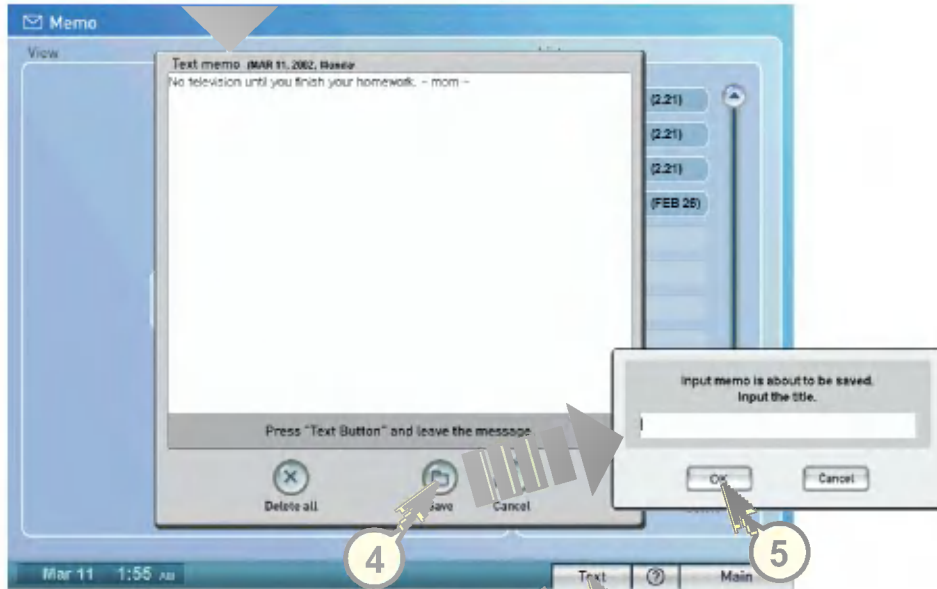 Memo
View
Text memo (MAR 11, 2002, Monday
No television until you finish your homework. - mom -
(2.21)
(2.21)
(2.21)
(FEB 26)
Input memo is about to be saved.
Input the title.
Press "Text Button" and leave the message
OK
Cancel
Delete all
Save
Cancel
4
5
Mar 11 1:55 AM
Text
?
Main